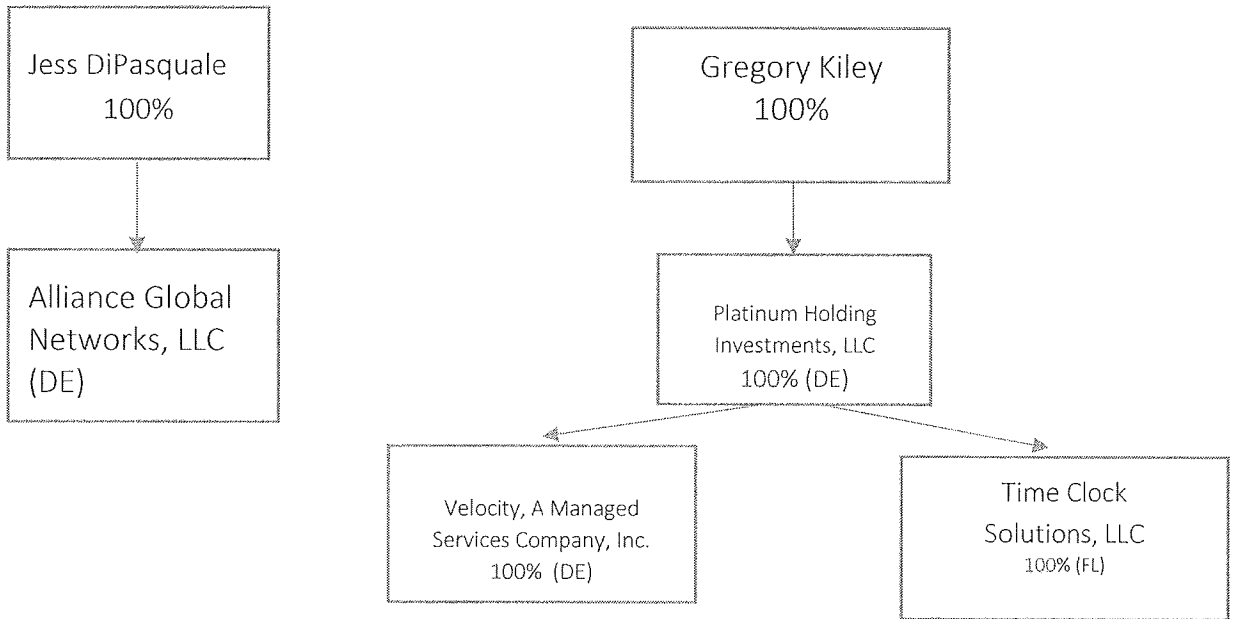 Jess DiPasquale
100%
Gregory Kiley
100%
Alliance Global
Networks, LLC
(DE)
Platinum Holding
Investments, LLC
100% (DE)
Velocity, A Managed
Services Company, Inc.
100% (DE)
Time Clock
Solutions, LLC
100% (FL)